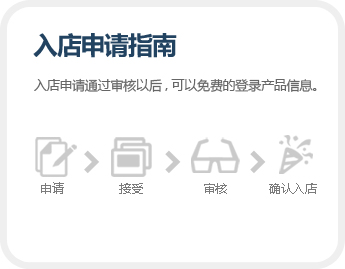 入店申请指南
入店申请通过审核以后，可以免费的登录产品信息。
申请
接受
审核
确认入店